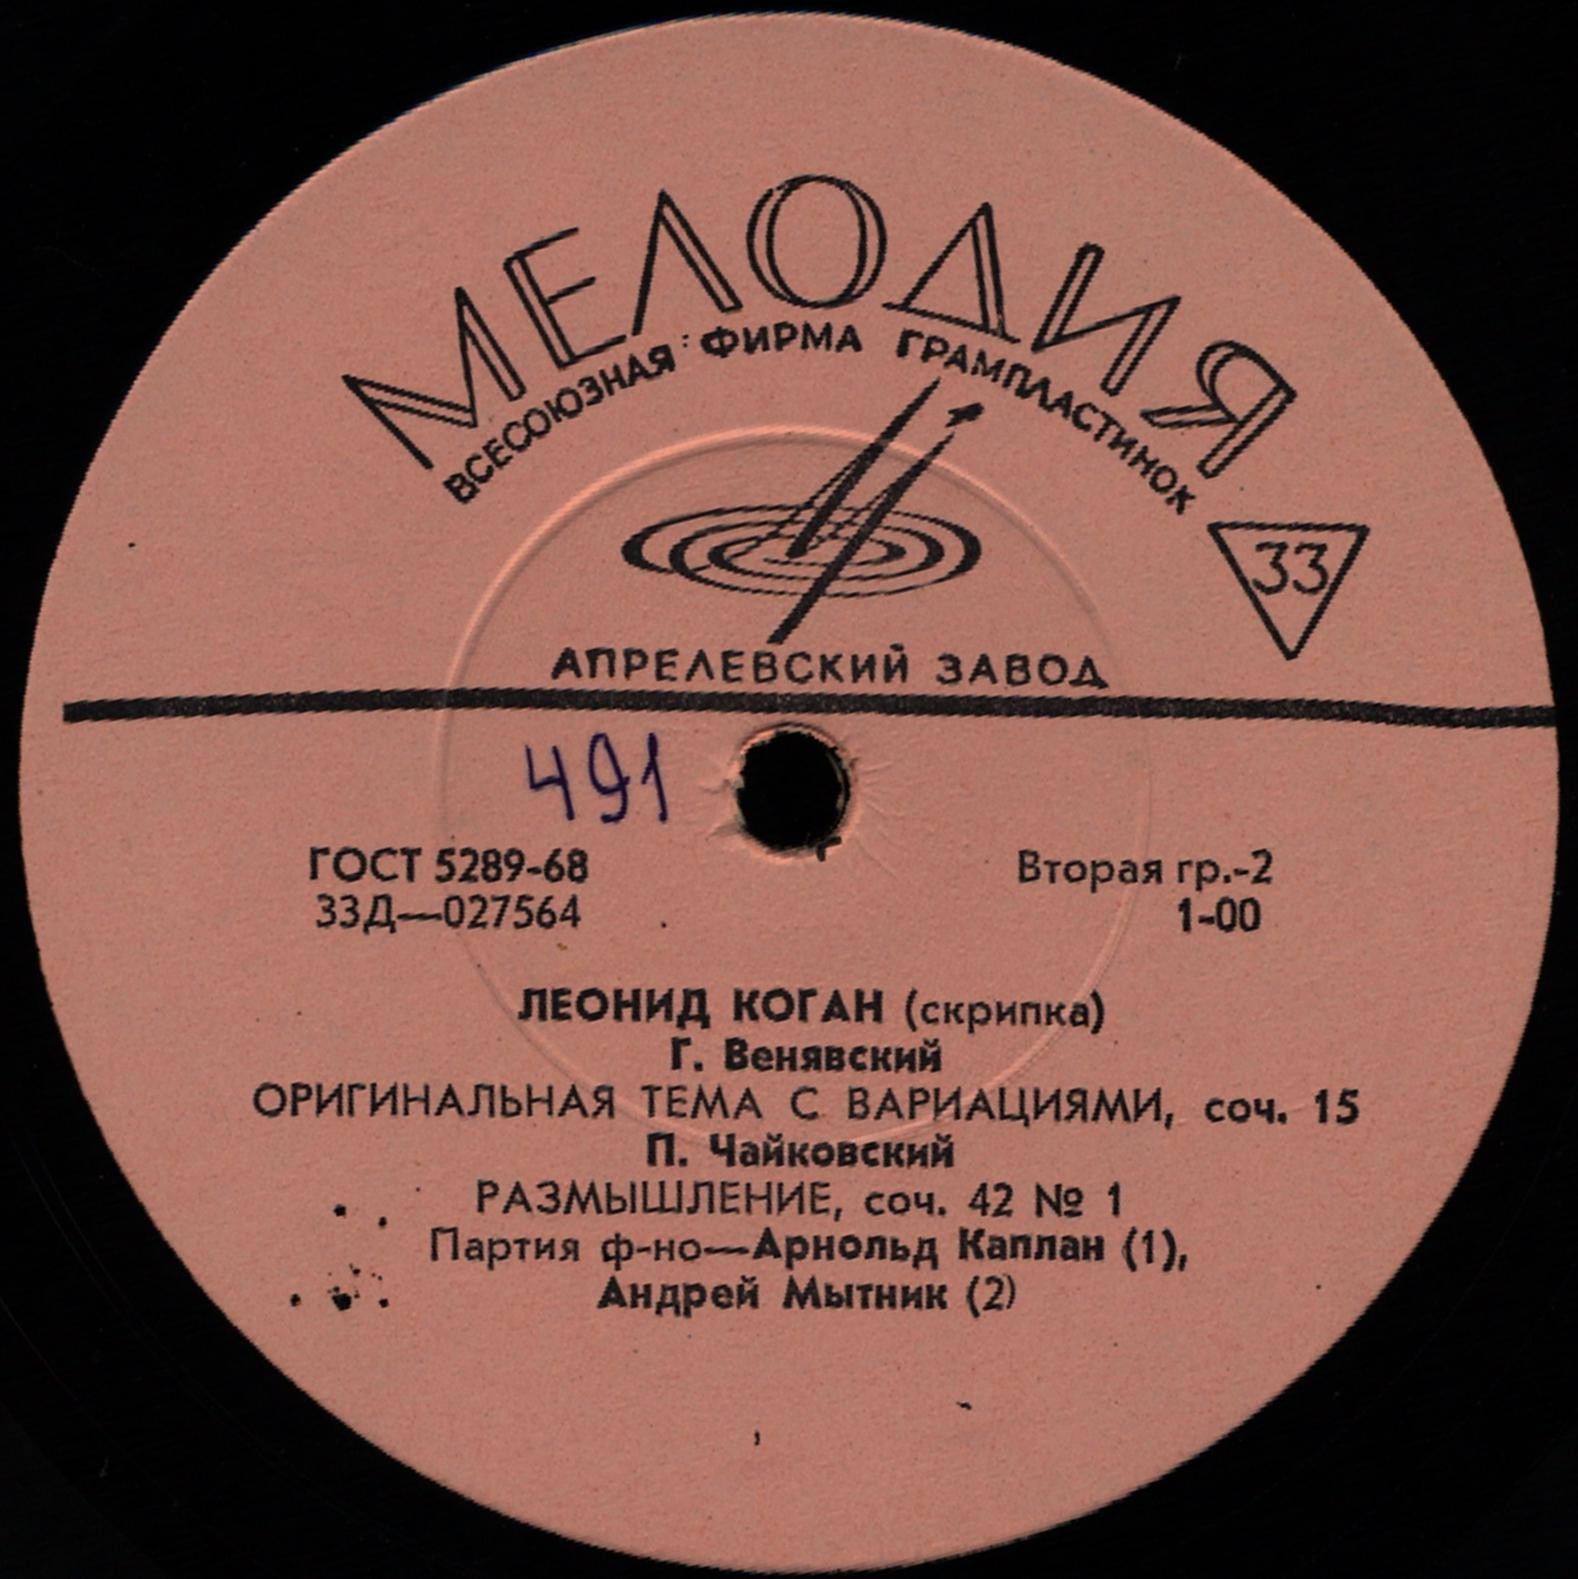 МЕЛОДИЯ
ВСЕСОЮЗНАЯ ФИРМА ГРАМПЛАСТИНОК
33
АПРЕЛЕВСКИЙ ЗАВОД
491
ГОСТ 5289-68
Вторая гр.-2
33Д—027564
1-00
ЛЕОНИД КОГАН (скрипка)
Г. Венявский
ОРИГИНАЛЬНАЯ ТЕМА С ВАРИАЦИЯМИ, соч. 15
П. Чайковский
РАЗМЫШЛЕНИЕ, соч. 42 № 1
Партия ф-но—Арнольд Каплан (1),
Андрей Мытник (2)